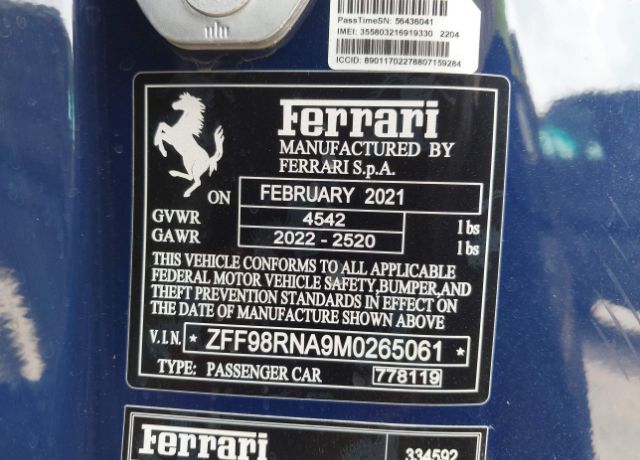 PassTimeSN: 56436041
IMEI: 355803216919330 2204
ICCID: 89011702278807159284
Ferrari
MANUFACTURED BY
FERRARI S.p.A.
ON FEBRUARY 2021
GVWR 4542 lbs
GAWR 2022 - 2520 lbs
THIS VEHICLE CONFORMS TO ALL APPLICABLE
FEDERAL MOTOR VEHICLE SAFETY,BUMPER,AND
THEFT PREVENTION STANDARDS IN EFFECT ON
THE DATE OF MANUFACTURE SHOWN ABOVE
V.I.N. * ZFF98RNA9M0265061 *
TYPE: PASSENGER CAR 778119
Ferrari 334592